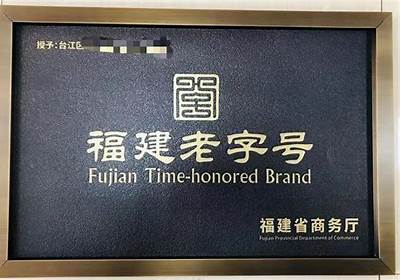 授予:台江区
福建老字号
Fujian Time-honored Brand
福建省商务厅
Fujian Provincial Department of Commerce